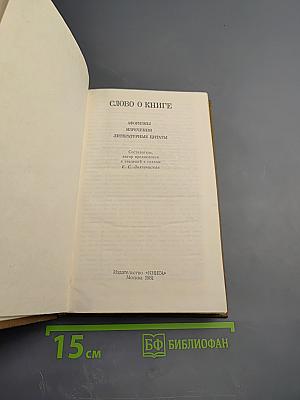 СЛОВО О КНИГЕ
АФОРИЗМЫ
ИЗРЕЧЕНИЯ
ЛИТЕРАТУРНЫЕ ЦИТАТЫ
Составитель,
автор предисловия
и введений к главам
Е. С. Лихтенштейн
Издательство «КНИГА»
Москва 1981
15 см
БФ БИБЛИОФАН